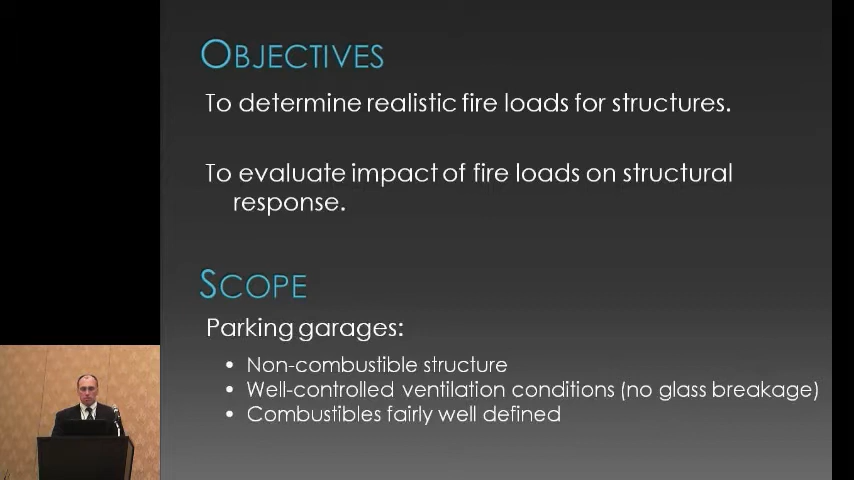 OBJECTIVES
To determine realistic fire loads for structures.
To evaluate impact of fire loads on structural
response.
SCOPE
Parking garages:
• Non-combustible structure
• Well-controlled ventilation conditions (no glass breakage)
• Combustibles fairly well defined